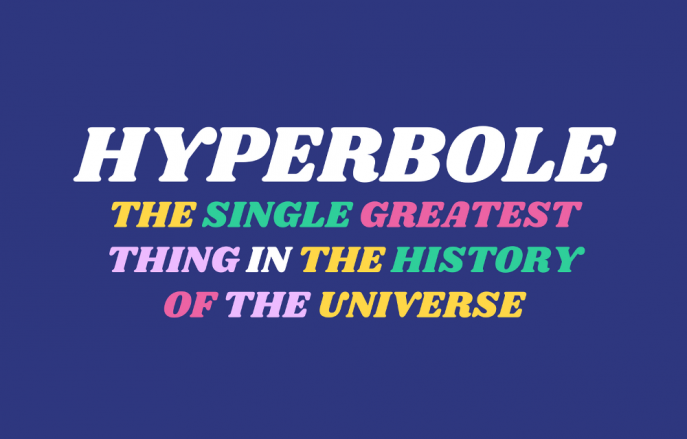 HYPERBOLE
THE SINGLE GREATEST
THING IN THE HISTORY
OF THE UNIVERSE